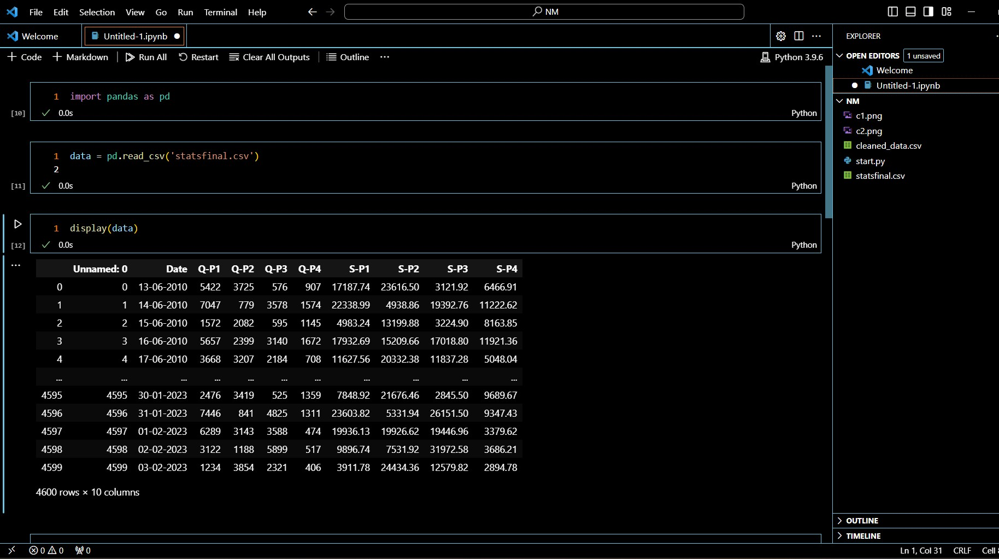 File Edit Selection View Go Run Terminal Help NM
Welcome Untitled-1.ipynb EXPLORER
Code Markdown Run All Restart Clear All Outputs Outline ... Python 3.9.6
OPEN EDITORS 1 unsaved
Welcome
Untitled-1.ipynb
NM
c1.png
c2.png
cleaned_data.csv
start.py
statsfinal.csv
1 import pandas as pd
[10] 0.0s Python
1 data = pd.read_csv('statsfinal.csv')
2
[11] 0.0s Python
1 display(data)
[12] 0.0s Python
...
Unnamed: 0 Date Q-P1 Q-P2 Q-P3 Q-P4 S-P1 S-P2 S-P3 S-P4
0 0 13-06-2010 5422 3725 576 907 17187.74 23616.50 3121.92 6466.91
1 1 14-06-2010 7047 779 3578 1574 22338.99 4938.86 19392.76 11222.62
2 2 15-06-2010 1572 2082 595 1145 4983.24 13199.88 3224.90 8163.85
3 3 16-06-2010 5657 2399 3140 1672 17932.69 15209.66 17018.80 11921.36
4 4 17-06-2010 3668 3207 2184 708 11627.56 20332.38 11837.28 5048.04
... ... ... ... ... ... ... ... ... ... ...
4595 4595 30-01-2023 2476 3419 525 1359 7848.92 21676.46 2845.50 9689.67
4596 4596 31-01-2023 7446 841 4825 1311 23603.82 5331.94 26151.50 9347.43
4597 4597 01-02-2023 6289 3143 3588 474 19936.13 19926.62 19446.96 3379.62
4598 4598 02-02-2023 3122 1188 5899 517 9896.74 7531.92 31972.58 3686.21
4599 4599 03-02-2023 1234 3854 2321 406 3911.78 24434.36 12579.82 2894.78
4600 rows × 10 columns
OUTLINE
TIMELINE
0 0 0 Ln 1, Col 31 CRLF Cell